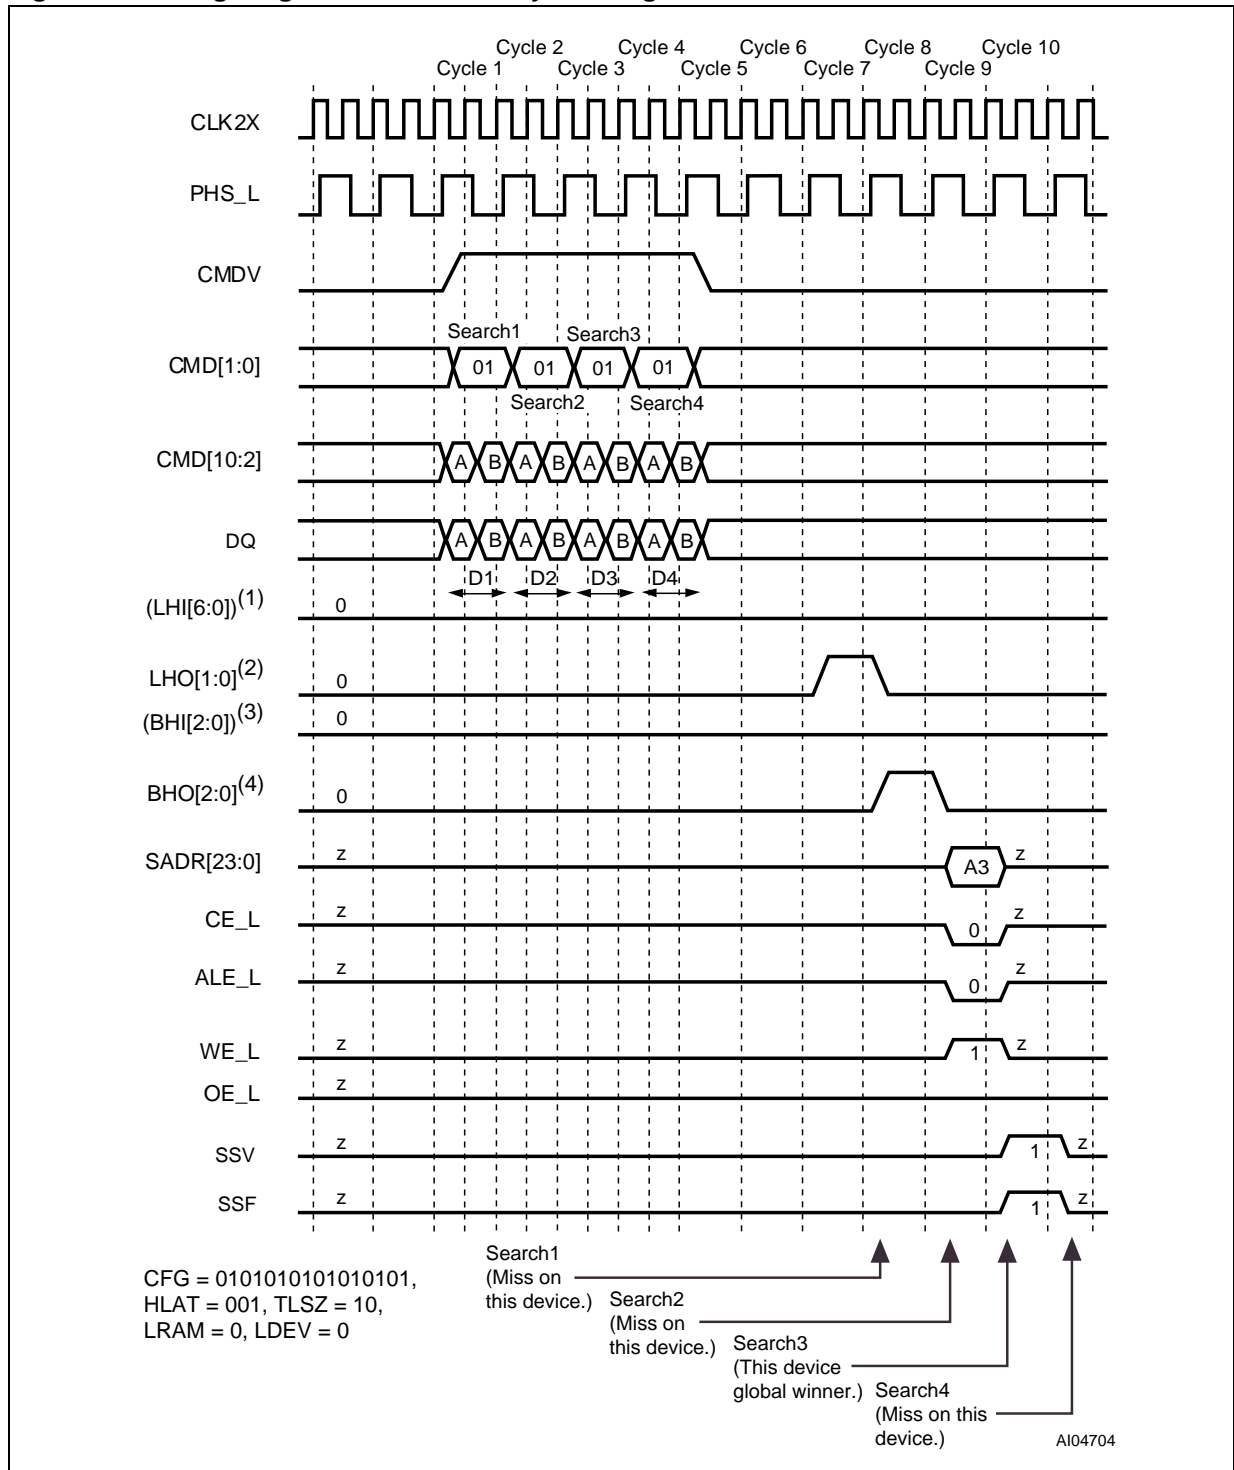 Cycle 2 Cycle 4 Cycle 6 Cycle 8 Cycle 10
Cycle 1 Cycle 3 Cycle 5 Cycle 7 Cycle 9
CLK2X
PHS_L
CMDV
Search1 Search3
CMD[1:0] 01 01 01 01
Search2 Search4
CMD[10:2] A B A B A B A B
DQ A B A B A B A B
D1 D2 D3 D4
(LHI[6:0])(1) 0
LHO[1:0](2) 0
(BHI[2:0])(3) 0
BHO[2:0](4) 0
SADR[23:0] z A3 z
CE_L z 0 z
ALE_L z 0 z
WE_L z 1 z
OE_L z
SSV z 1 z
SSF z 1 z
Search1
(Miss on
this device.)
Search2
(Miss on
this device.)
Search3
(This device
global winner.)
Search4
(Miss on this
device.)
CFG = 0101010101010101,
HLAT = 001, TLSZ = 10,
LRAM = 0, LDEV = 0
AI04704